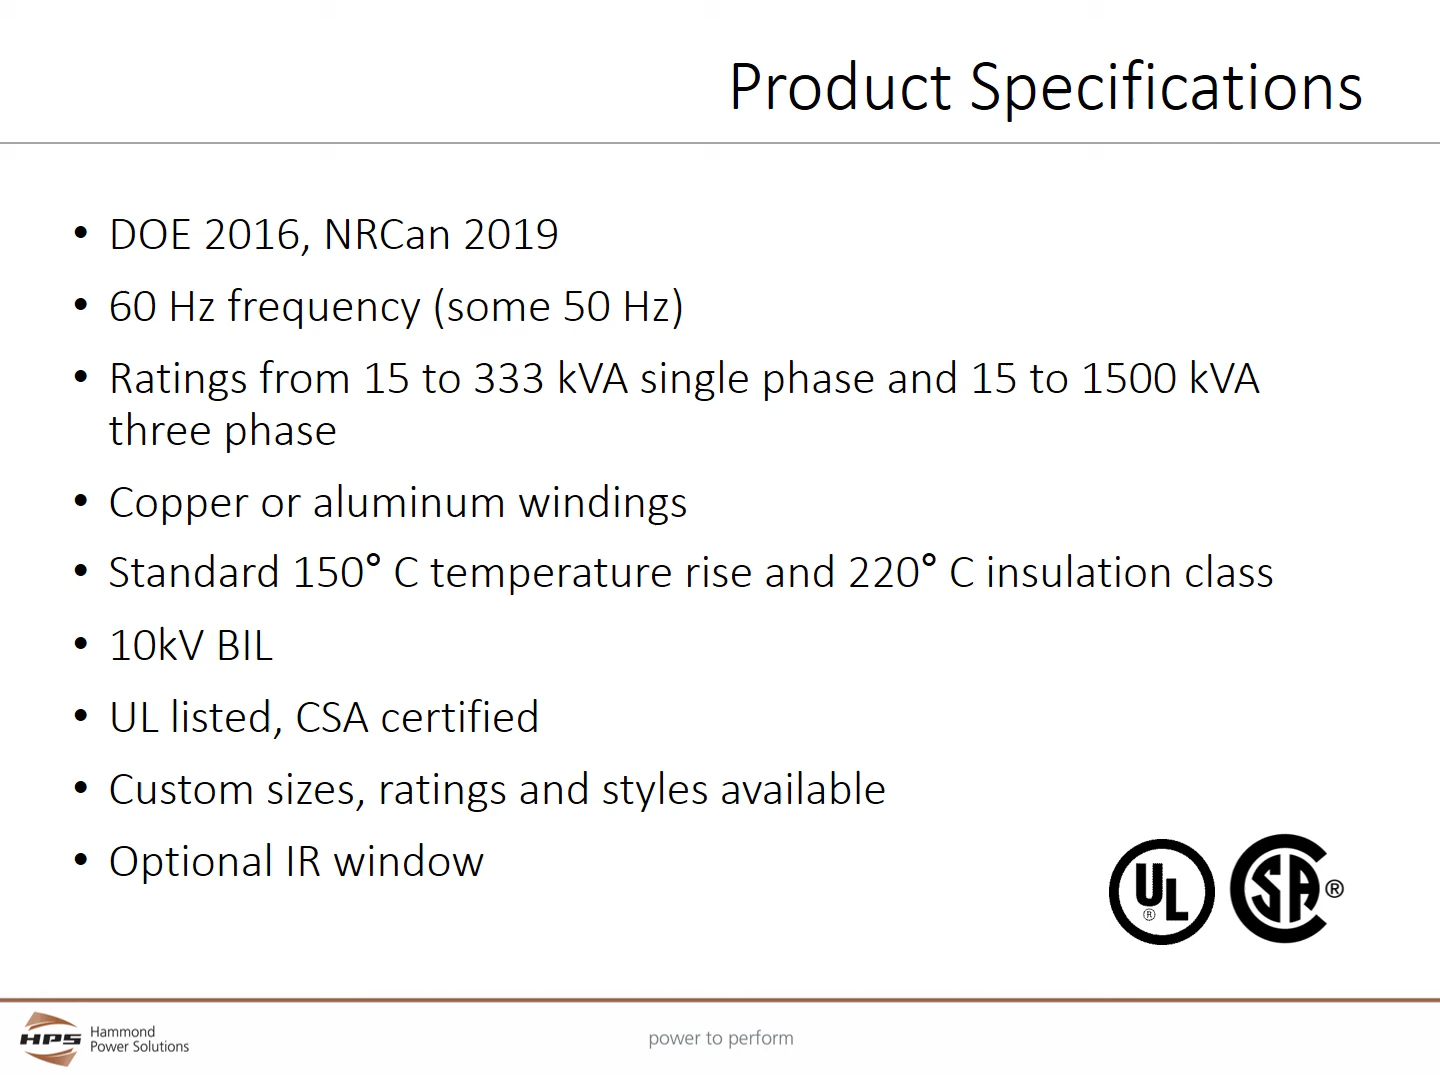 Product Specifications
• DOE 2016, NRCan 2019
• 60 Hz frequency (some 50 Hz)
• Ratings from 15 to 333 kVA single phase and 15 to 1500 kVA
three phase
• Copper or aluminum windings
• Standard 150° C temperature rise and 220° C insulation class
• 10kV BIL
• UL listed, CSA certified
• Custom sizes, ratings and styles available
• Optional IR window
UL ®
SA ®
HPS Hammond
Power Solutions
power to perform